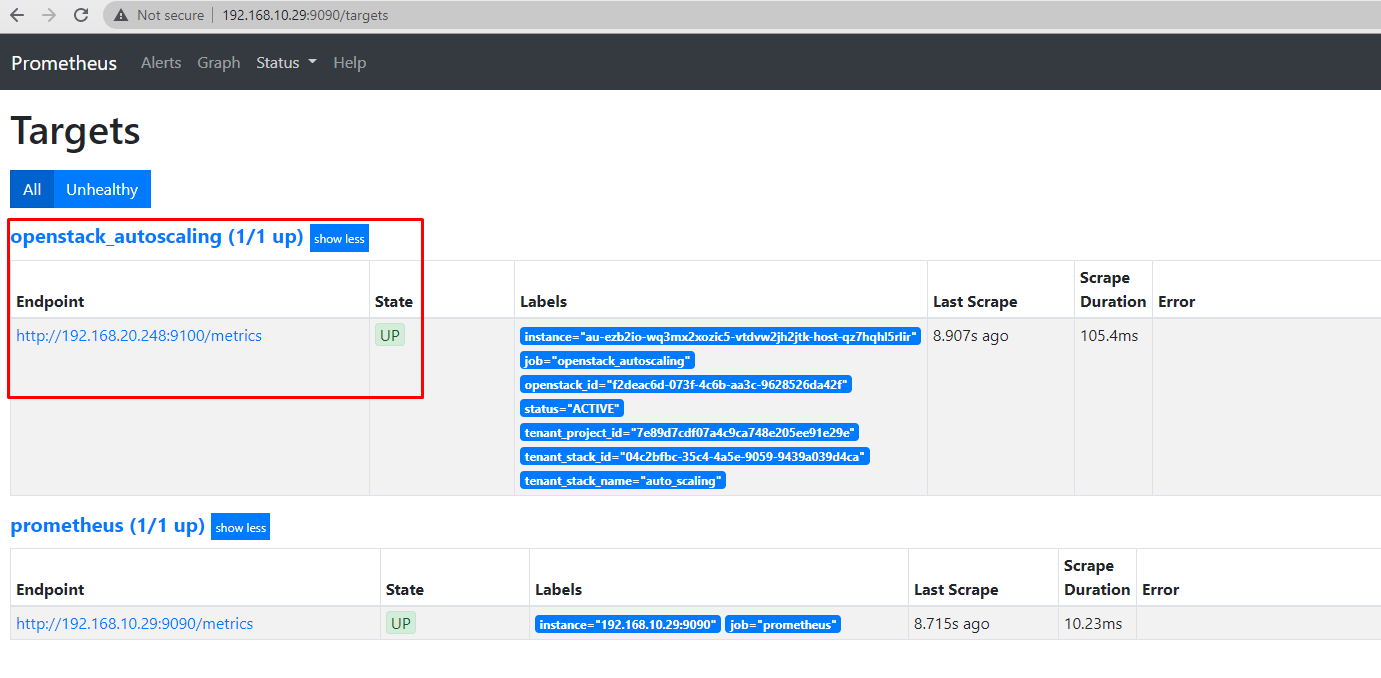 Not secure 192.168.10.29:9090/targets
Prometheus Alerts Graph Status Help
Targets
All Unhealthy
openstack_autoscaling (1/1 up) show less
Endpoint State Labels Last Scrape Scrape Duration Error
http://192.168.20.248:9100/metrics UP instance="au-ezb2io-wq3mx2xozic5-vtdvw2jh2jtk-host-qz7hqhl5rlir" 8.907s ago 105.4ms
job="openstack_autoscaling"
openstack_id="f2deac6d-073f-4c6b-aa3c-9628526da42f"
status="ACTIVE"
tenant_project_id="7e89d7cdf07a4c9ca748e205ee91e29e"
tenant_stack_id="04c2bfbc-35c4-4a5e-9059-9439a039d4ca"
tenant_stack_name="auto_scaling"
prometheus (1/1 up) show less
Endpoint State Labels Last Scrape Scrape Duration Error
http://192.168.10.29:9090/metrics UP instance="192.168.10.29:9090" job="prometheus" 8.715s ago 10.23ms